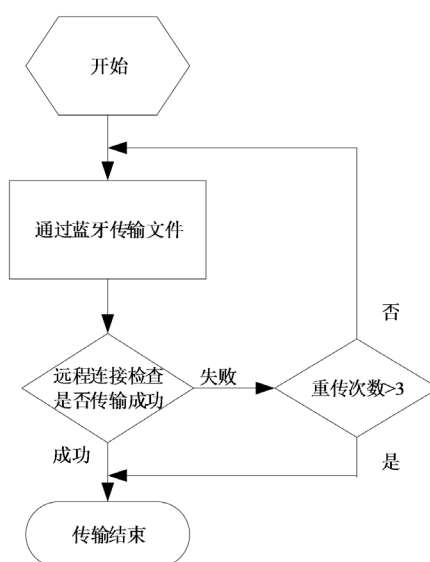 开始
通过蓝牙传输文件
否
远程连接检查
是否传输成功
失败
重传次数>3
成功
是
传输结束